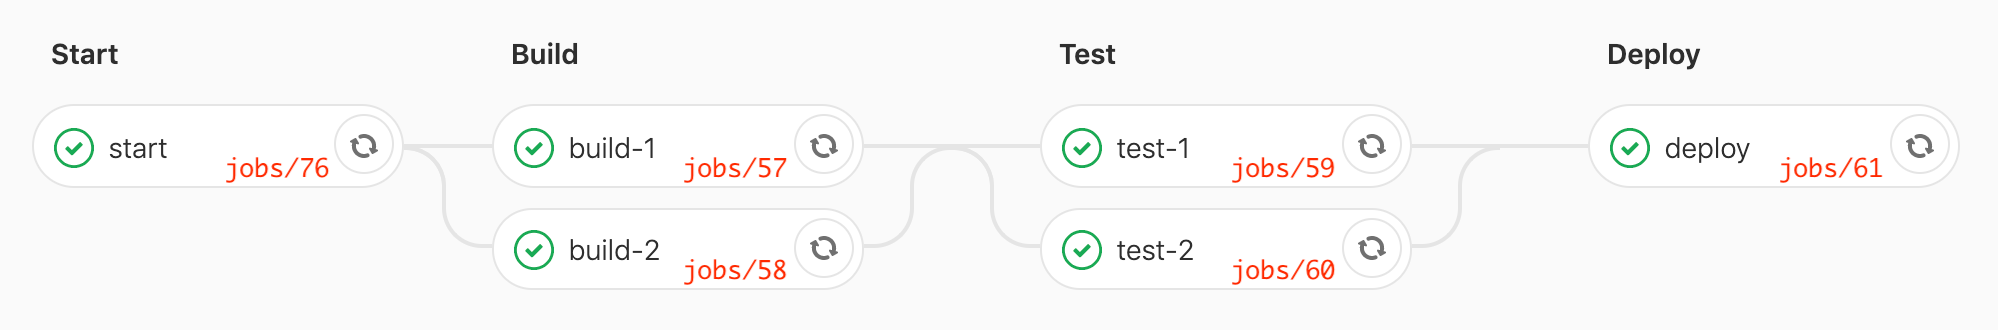 Start
Build
Test
Deploy
start
jobs/76
build-1
jobs/57
test-1
jobs/59
deploy
jobs/61
build-2
jobs/58
test-2
jobs/60